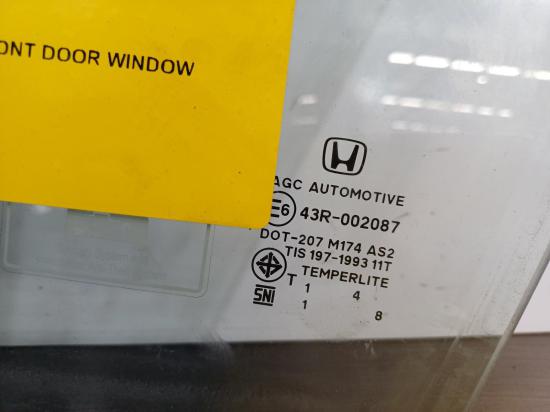 ONT DOOR WINDOW
AGC AUTOMOTIVE
E6 43R-002087
DOT-207 M174 AS2
TIS 197-1993 11T
T TEMPERLITE
SNI 1 4
1 8